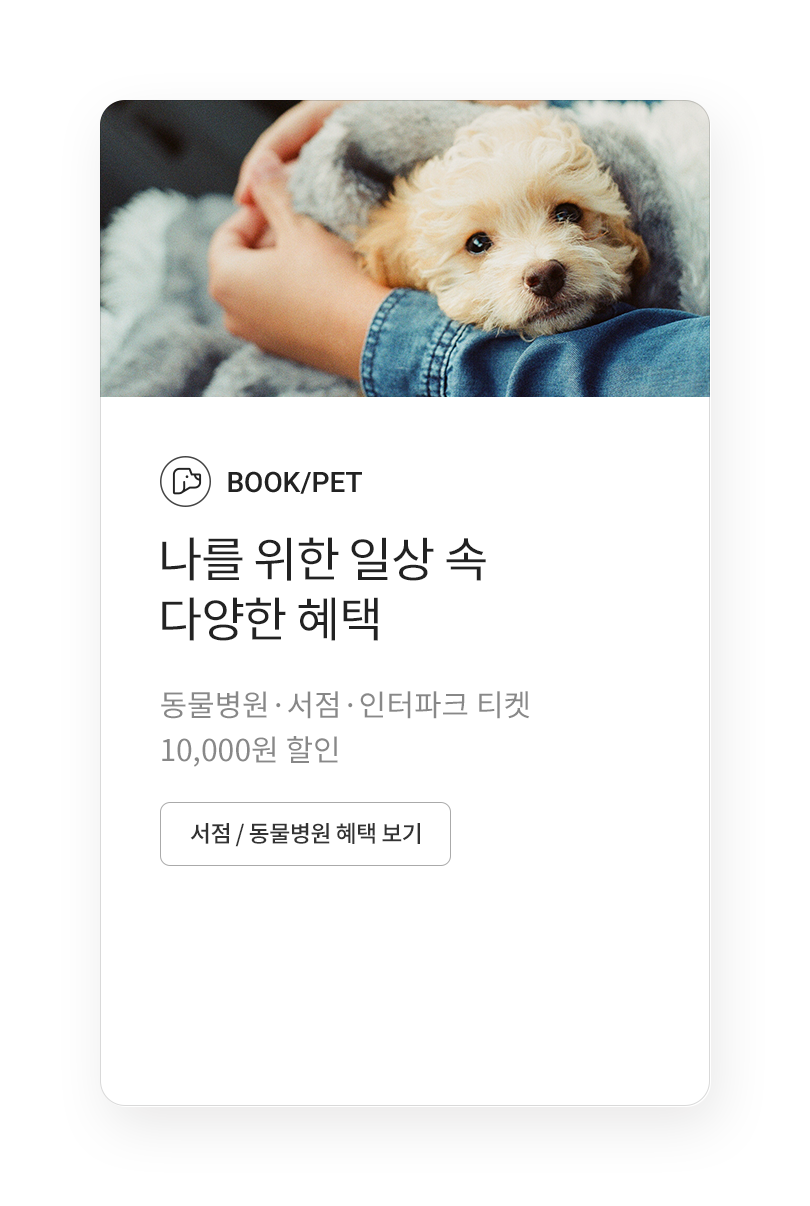 BOOK/PET
나를 위한 일상 속
다양한 혜택
동물병원·서점·인터파크 티켓
10,000원 할인
서점 / 동물병원 혜택 보기